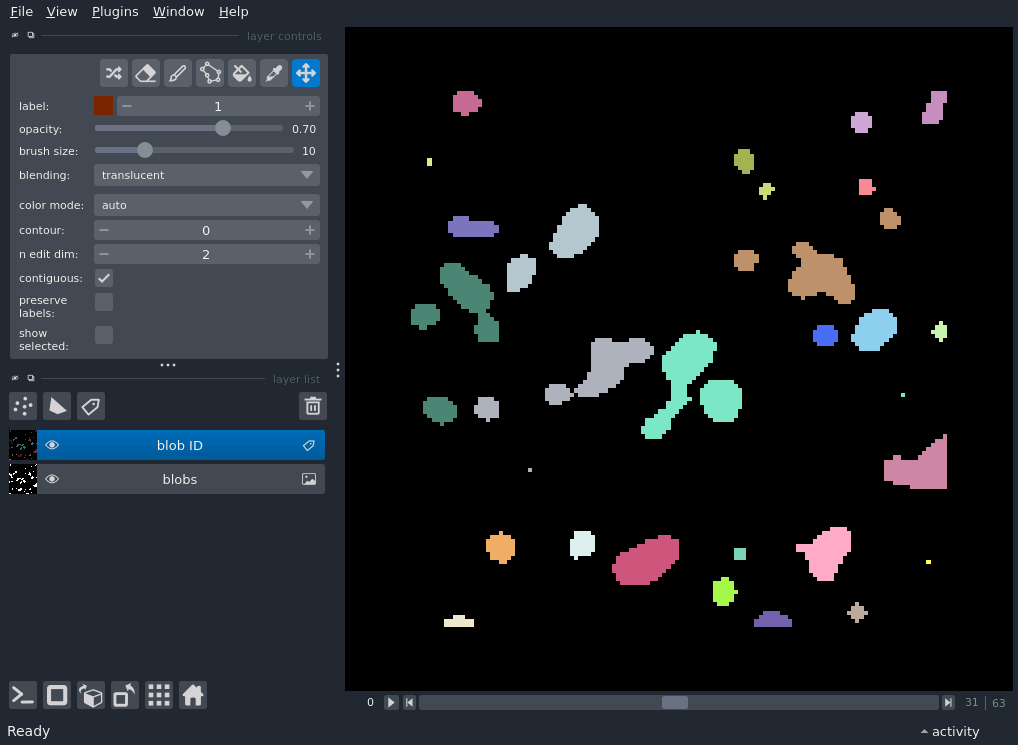 File View Plugins Window Help
layer controls
label: 1
opacity: 0.70
brush size: 10
blending: translucent
color mode: auto
contour: 0
n edit dim: 2
contiguous:
preserve
labels:
show
selected:
layer list
blob ID
blobs
0 31 63
Ready activity